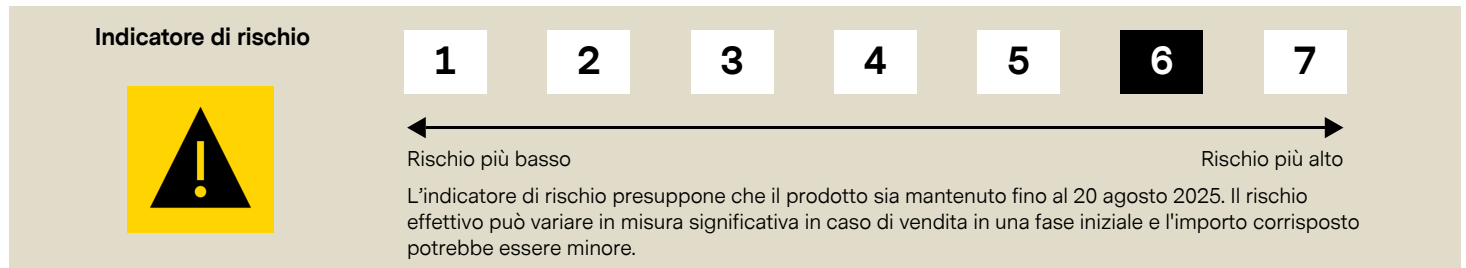 Indicatore di rischio
1 2 3 4 5 6 7
!
Rischio più basso Rischio più alto
L'indicatore di rischio presuppone che il prodotto sia mantenuto fino al 20 agosto 2025. Il rischio
effettivo può variare in misura significativa in caso di vendita in una fase iniziale e l'importo corrisposto
potrebbe essere minore.